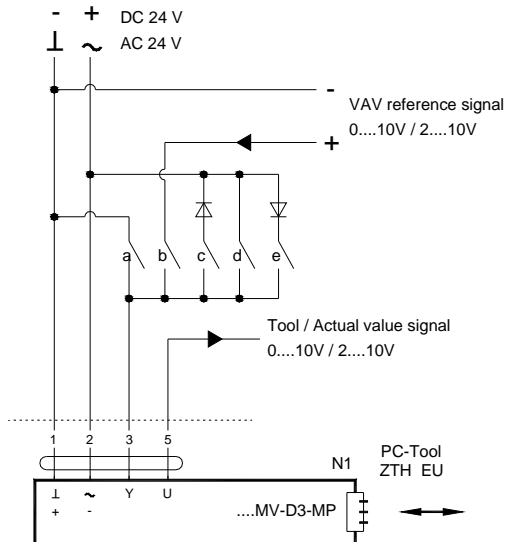 - + DC 24 V
⊥ ~ AC 24 V
-
VAV reference signal
+
0....10V / 2....10V
a b c d e
Tool / Actual value signal
0....10V / 2....10V
1 2 3 5
N1
PC-Tool
ZTH EU
⊥ ~ Y U
+ -
....MV-D3-MP